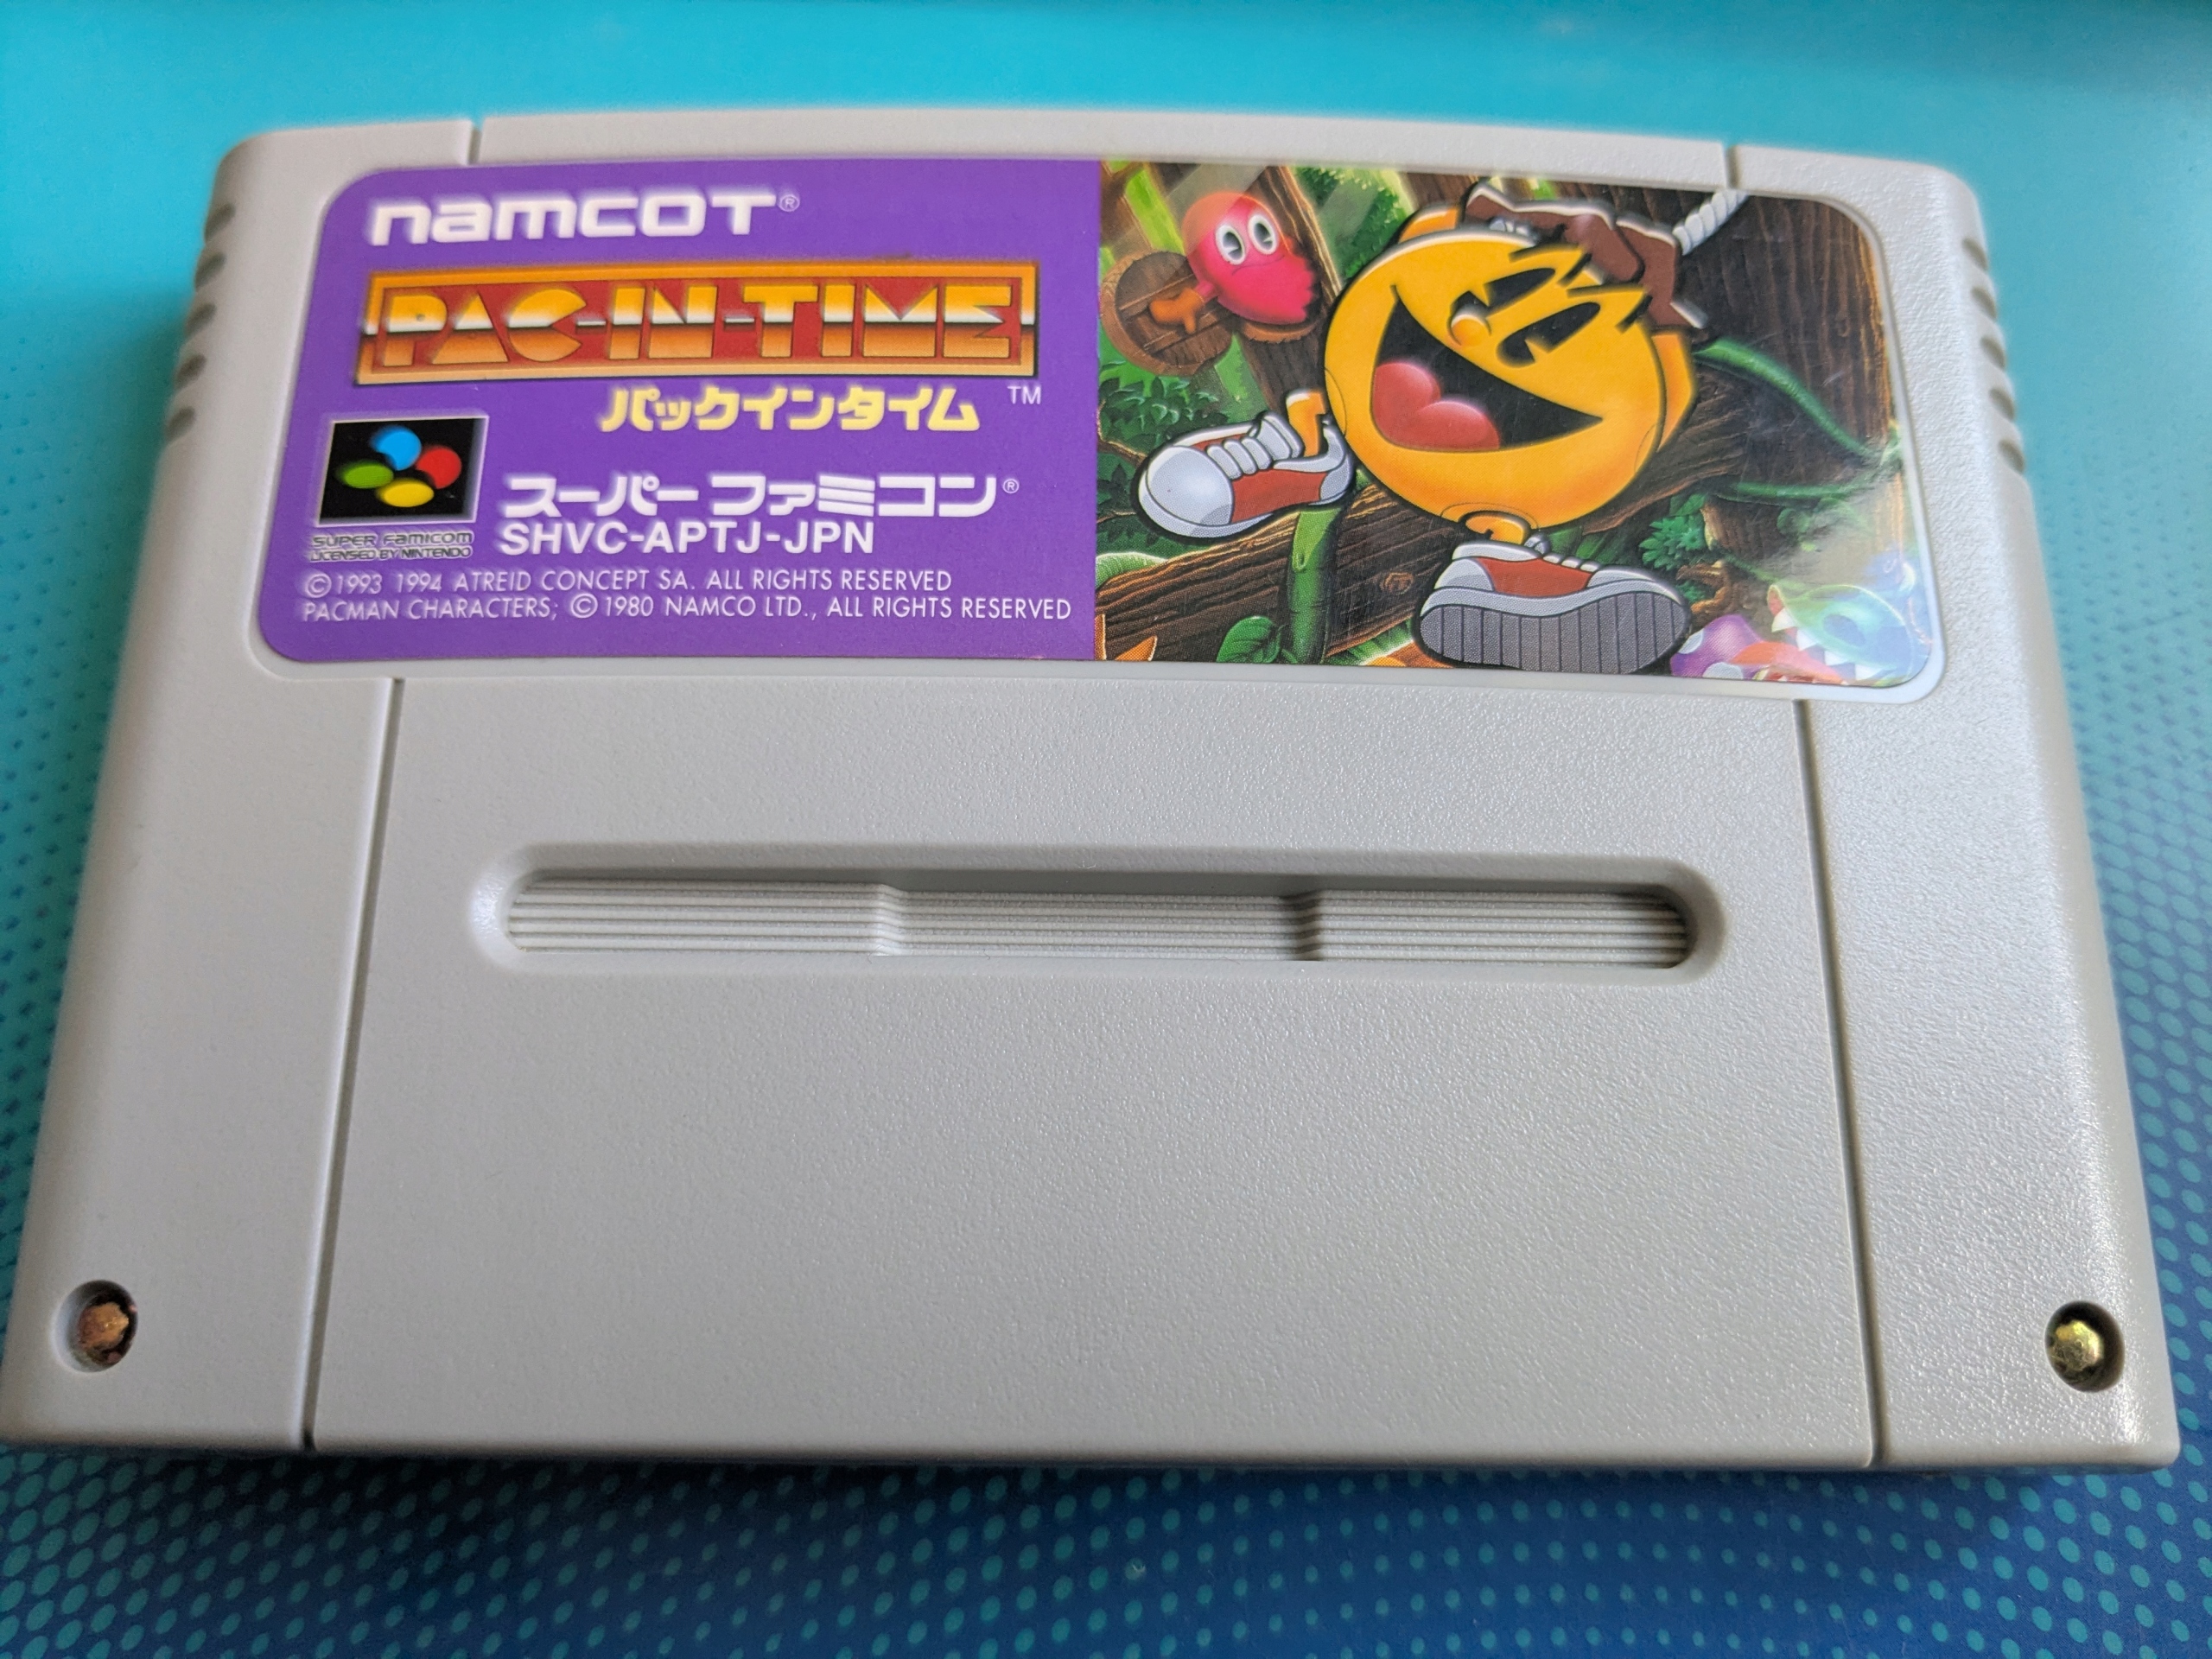 namcoT®
PAC-IN-TIME
パックインタイム TM
スーパーファミコン®
SHVC-APTJ-JPN
SUPER FAMICOM
LICENSED BY NINTENDO
©1993 1994 ATREID CONCEPT SA. ALL RIGHTS RESERVED
PACMAN CHARACTERS; ©1980 NAMCO LTD., ALL RIGHTS RESERVED